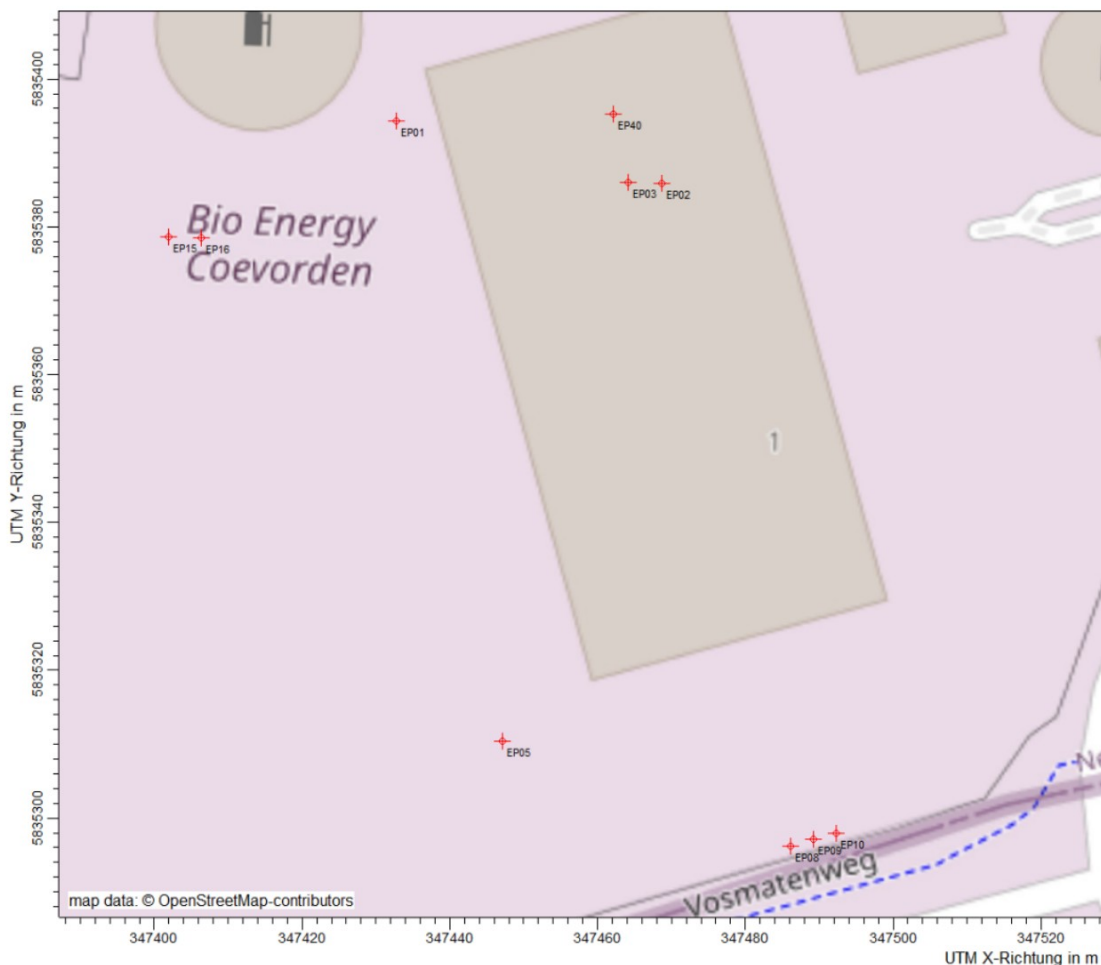 5835400
EP01
EP40
EP03
EP02
Bio Energy
EP15
EP16
Coevorden
5835380
5835360
UTM Y-Richtung in m
1
5835340
5835320
EP05
Ne
5835300
EP10
EP09
EP08
Vosmatenweg
map data: © OpenStreetMap-contributors
347400
347420
347440
347460
347480
347500
347520
UTM X-Richtung in m